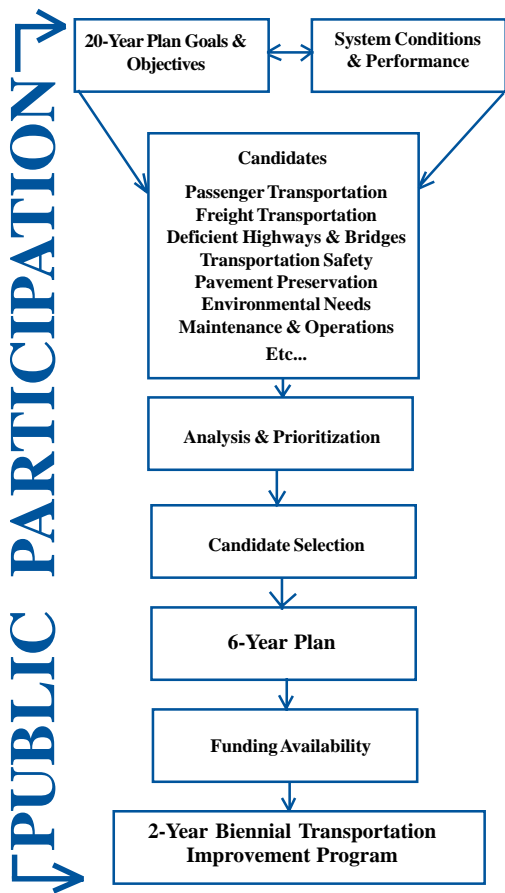 PUBLIC PARTICIPATION
20-Year Plan Goals &
Objectives
System Conditions
& Performance
Candidates
Passenger Transportation
Freight Transportation
Deficient Highways & Bridges
Transportation Safety
Pavement Preservation
Environmental Needs
Maintenance & Operations
Etc...
Analysis & Prioritization
Candidate Selection
6-Year Plan
Funding Availability
2-Year Biennial Transportation
Improvement Program